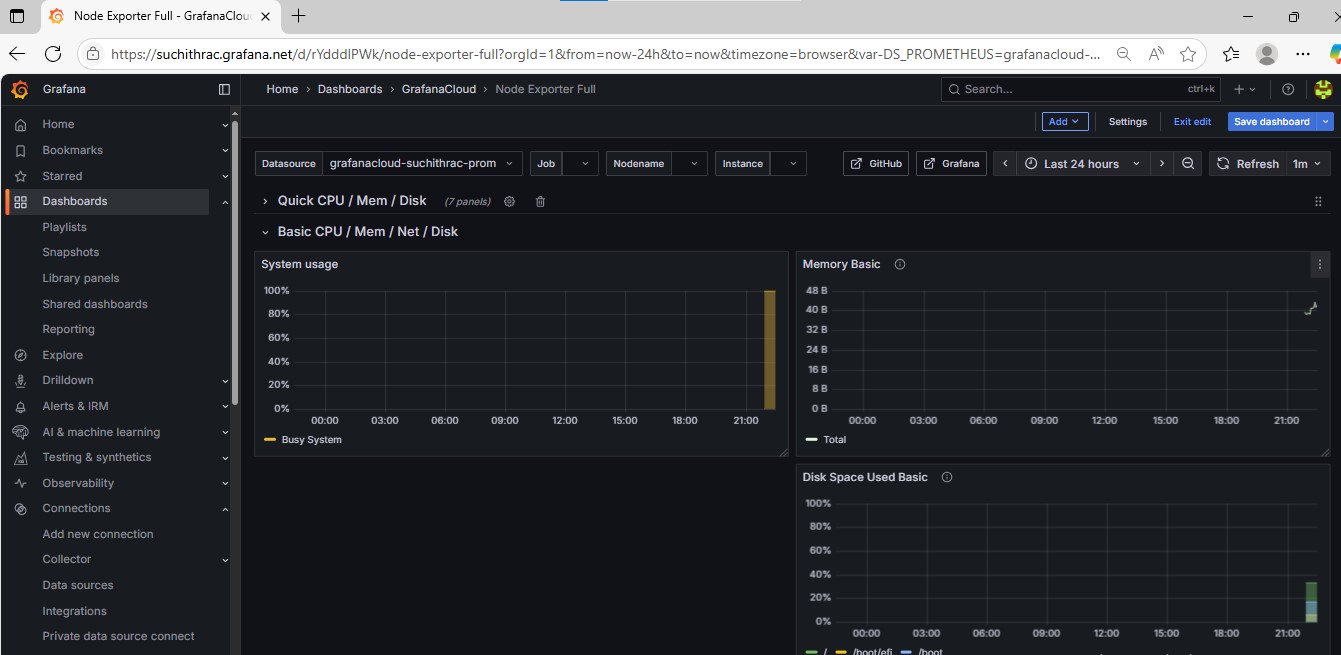 Node Exporter Full - GrafanaClou
https://suchithrac.grafana.net/d/rYdddlPWk/node-exporter-full?orgId=1&from=now-24h&to=now&timezone=browser&var-DS_PROMETHEUS=grafanacloud-...
Grafana
Home › Dashboards › GrafanaCloud › Node Exporter Full
Search... ctrl+k
Add Settings Exit edit Save dashboard
Home
Bookmarks
Starred
Dashboards
Playlists
Snapshots
Library panels
Shared dashboards
Reporting
Explore
Drilldown
Alerts & IRM
AI & machine learning
Testing & synthetics
Observability
Connections
Add new connection
Collector
Data sources
Integrations
Private data source connect
Datasource grafanacloud-suchithrac-prom Job Nodename Instance GitHub Grafana Last 24 hours Refresh 1m
Quick CPU / Mem / Disk (7 panels)
Basic CPU / Mem / Net / Disk
System usage
100%
80%
60%
40%
20%
0%
00:00 03:00 06:00 09:00 12:00 15:00 18:00 21:00
Busy System
Memory Basic
48 B
40 B
32 B
24 B
16 B
8 B
0 B
00:00 03:00 06:00 09:00 12:00 15:00 18:00 21:00
Total
Disk Space Used Basic
100%
80%
60%
40%
20%
0%
00:00 03:00 06:00 09:00 12:00 15:00 18:00 21:00
/ /boot/efi /boot